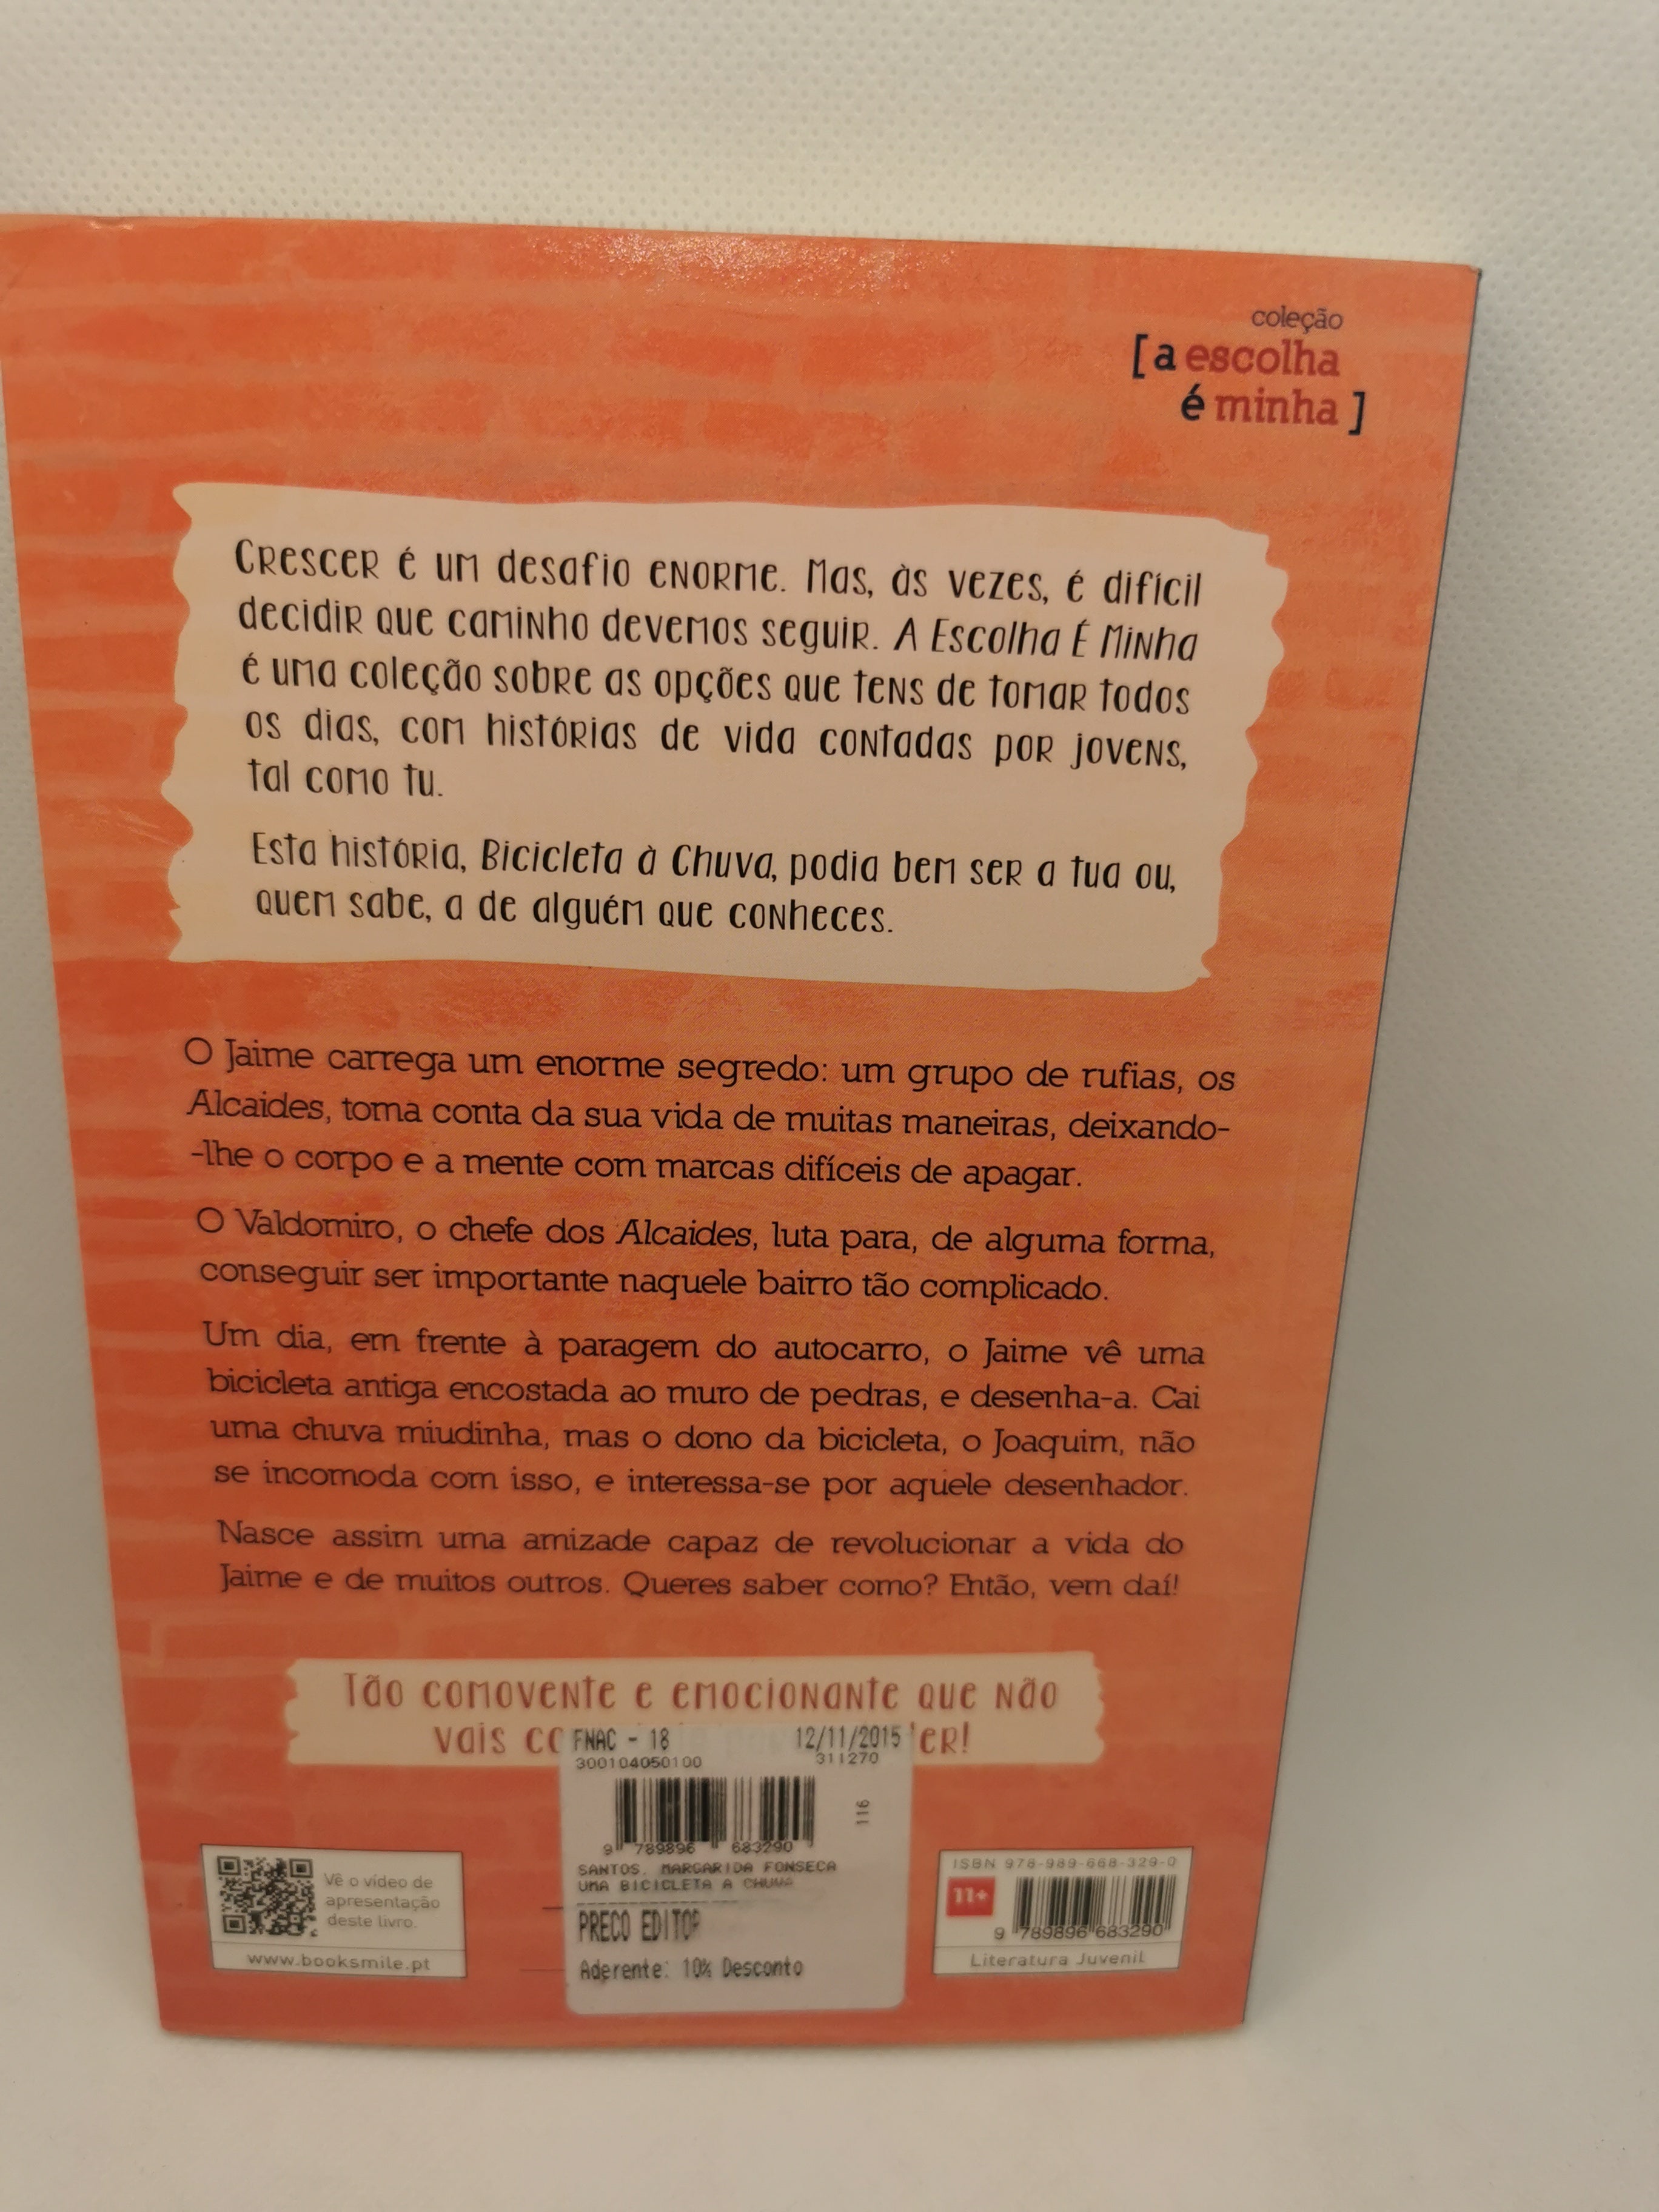 coleção
[a escolha
é minha]
Crescer é um desafio enorme. Mas, às vezes, é difícil
decidir que caminho devemos seguir. A Escolha É Minha
é uma coleção sobre as opções que tens de tomar todos
os dias, com histórias de vida contadas por jovens,
tal como tu.
Esta história, Bicicleta à Chuva, podia bem ser a tua ou,
quem sabe, a de alguém que conheces.
O Jaime carrega um enorme segredo: um grupo de rufias, os
Alcaides, toma conta da sua vida de muitas maneiras, deixando-
-lhe o corpo e a mente com marcas difíceis de apagar.
O Valdomiro, o chefe dos Alcaides, luta para, de alguma forma,
conseguir ser importante naquele bairro tão complicado.
Um dia, em frente à paragem do autocarro, o Jaime vê uma
bicicleta antiga encostada ao muro de pedras, e desenha-a. Cai
uma chuva miudinha, mas o dono da bicicleta, o Joaquim, não
se incomoda com isso, e interessa-se por aquele desenhador.
Nasce assim uma amizade capaz de revolucionar a vida do
Jaime e de muitos outros. Queres saber como? Então, vem daí!
Tão comovente e emocionante que não
vais
FNAC - 18 12/11/2015
300104050100 311270
116
9 789896 683290
SANTOS, MARGARIDA FONSECA
UMA BICICLETA A CHUVA
PRECO EDITOR
Aderente: 10% Desconto
Vê o vídeo de
apresentação
deste livro.
www.booksmile.pt
ISBN 978-989-668-329-0
11+
9 789896 683290
Literatura Juvenil